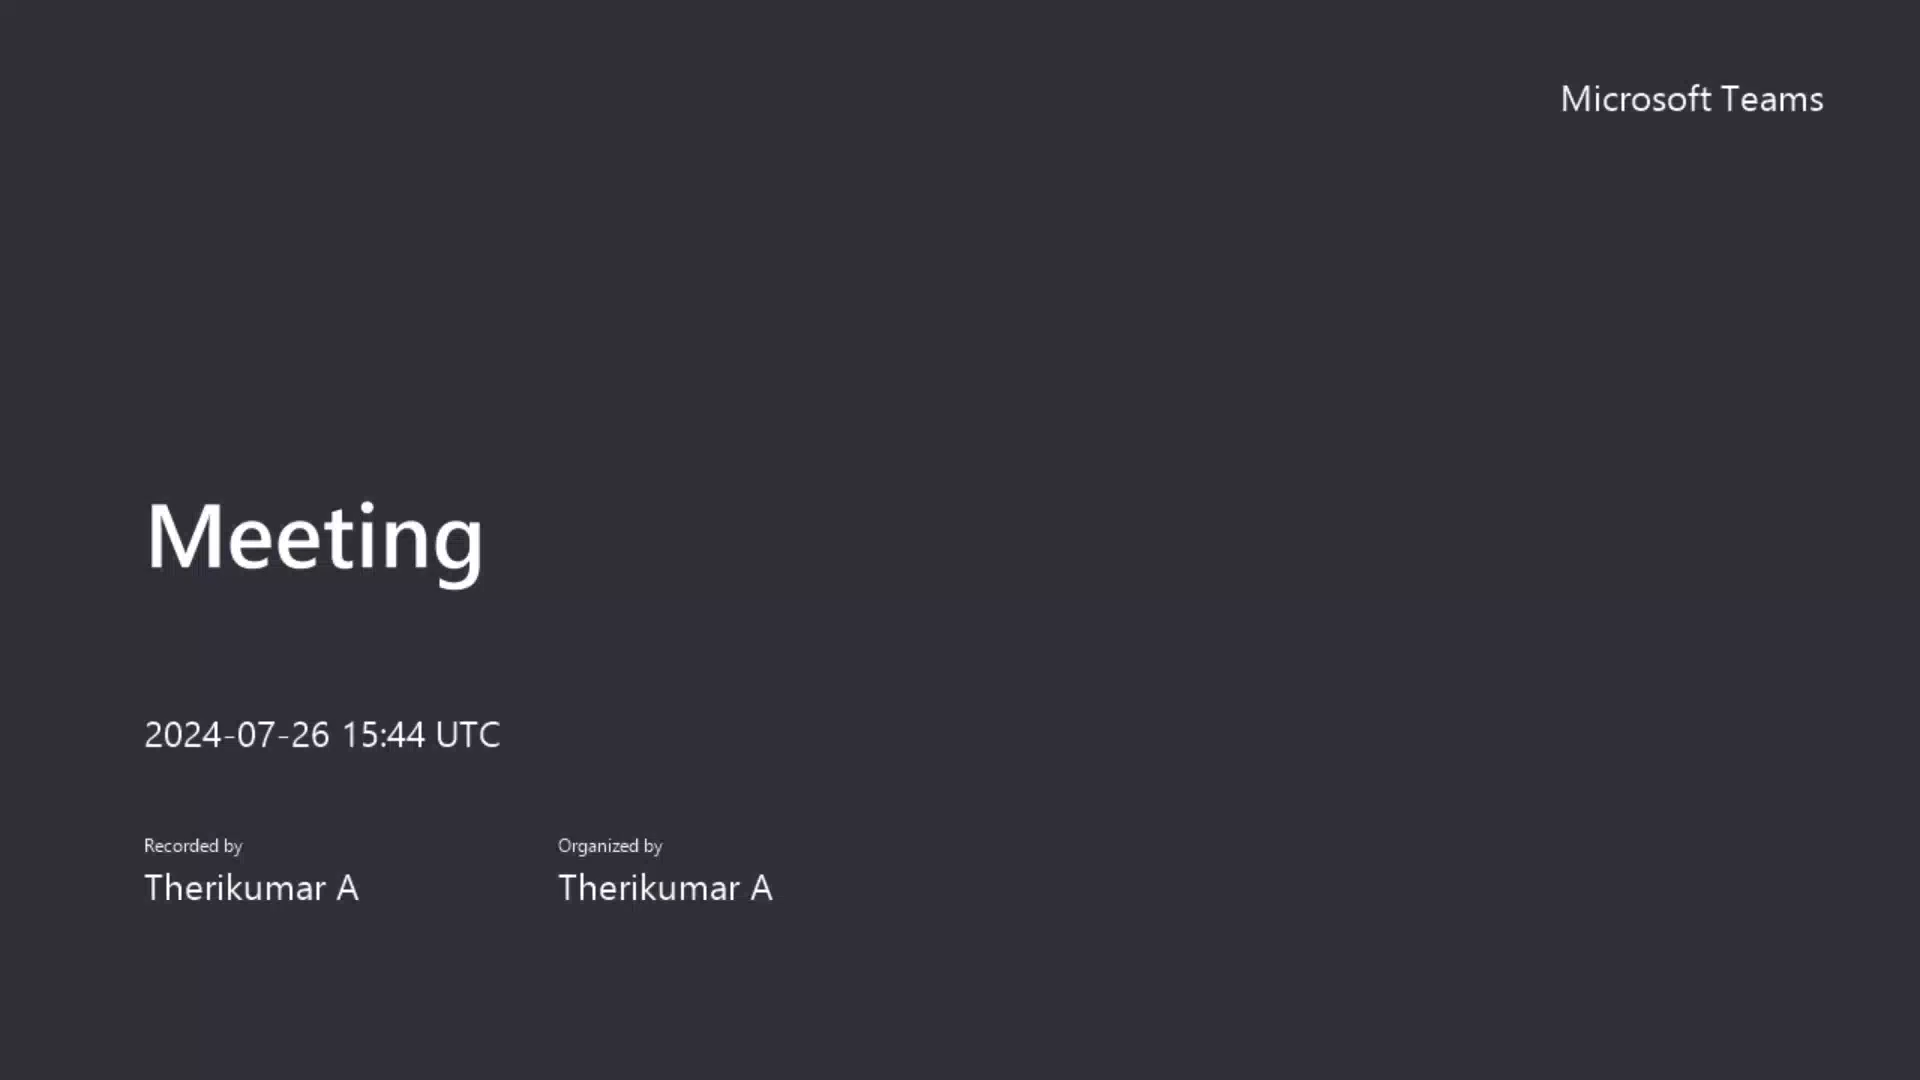 Microsoft Teams
Meeting
2024-07-26 15:44 UTC
Recorded by
Therikumar A
Organized by
Therikumar A